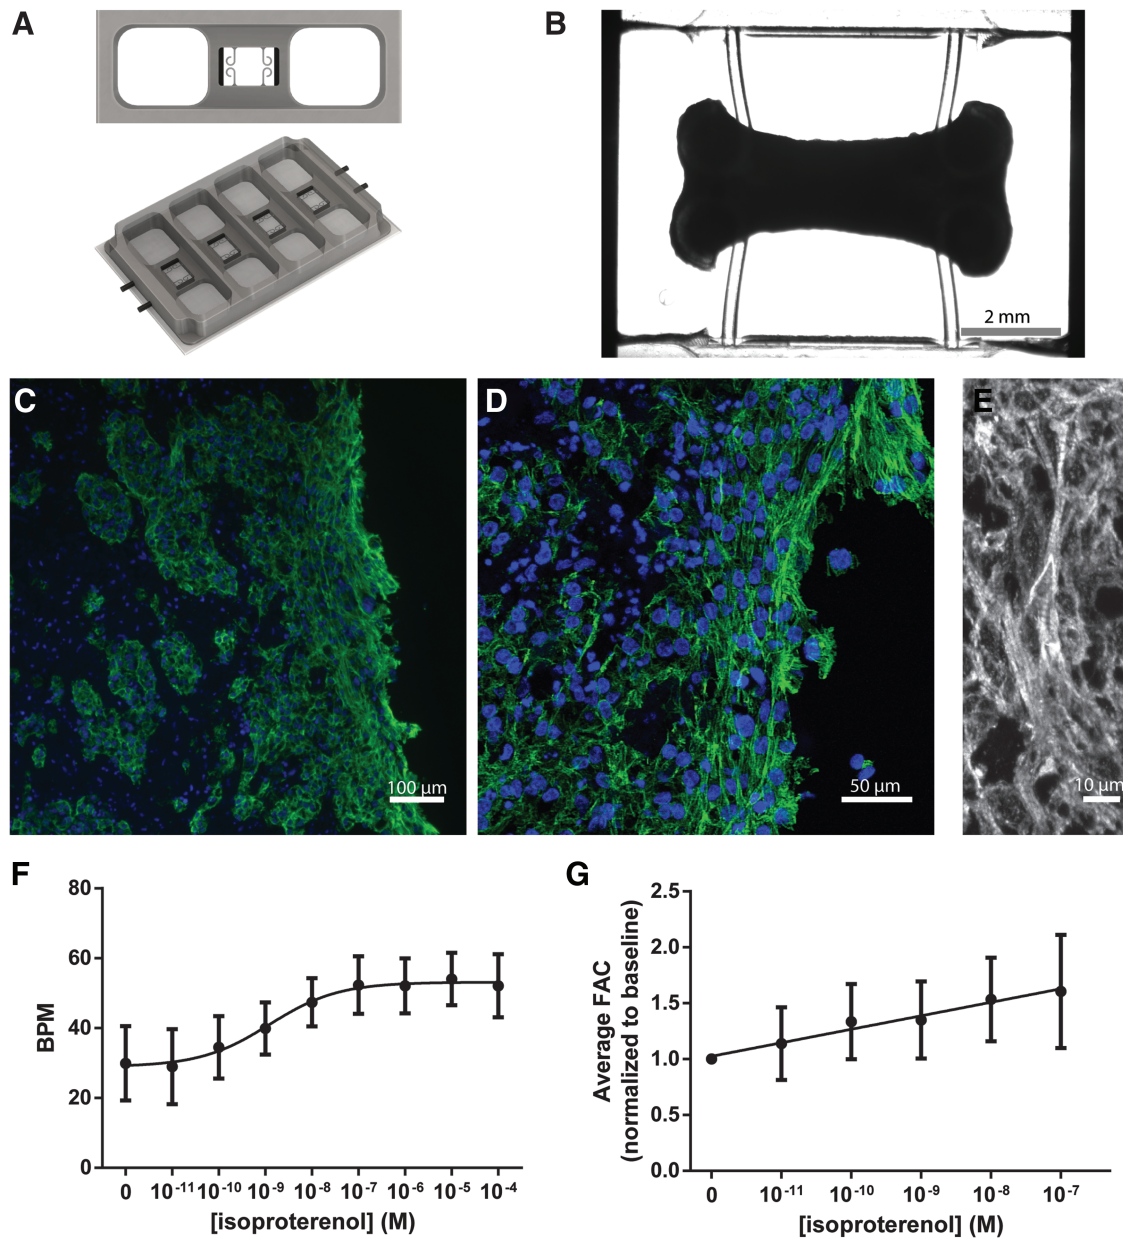 A
B
2 mm
C
D
E
100 µm
50 µm
10 µm
F
G
80
60
40
20
0
BPM
0
10⁻¹¹
10⁻¹⁰
10⁻⁹
10⁻⁸
10⁻⁷
10⁻⁶
10⁻⁵
10⁻⁴
[isoproterenol] (M)
2.5
2.0
1.5
1.0
0.5
0.0
Average FAC
(normalized to baseline)
0
10⁻¹¹
10⁻¹⁰
10⁻⁹
10⁻⁸
10⁻⁷
[isoproterenol] (M)